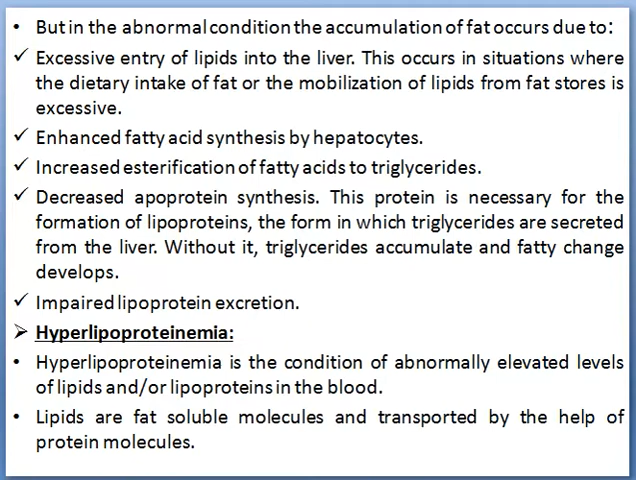 • But in the abnormal condition the accumulation of fat occurs due to:
✓ Excessive entry of lipids into the liver. This occurs in situations where
the dietary intake of fat or the mobilization of lipids from fat stores is
excessive.
✓ Enhanced fatty acid synthesis by hepatocytes.
✓ Increased esterification of fatty acids to triglycerides.
✓ Decreased apoprotein synthesis. This protein is necessary for the
formation of lipoproteins, the form in which triglycerides are secreted
from the liver. Without it, triglycerides accumulate and fatty change
develops.
✓ Impaired lipoprotein excretion.
➢ Hyperlipoproteinemia:
• Hyperlipoproteinemia is the condition of abnormally elevated levels
of lipids and/or lipoproteins in the blood.
• Lipids are fat soluble molecules and transported by the help of
protein molecules.